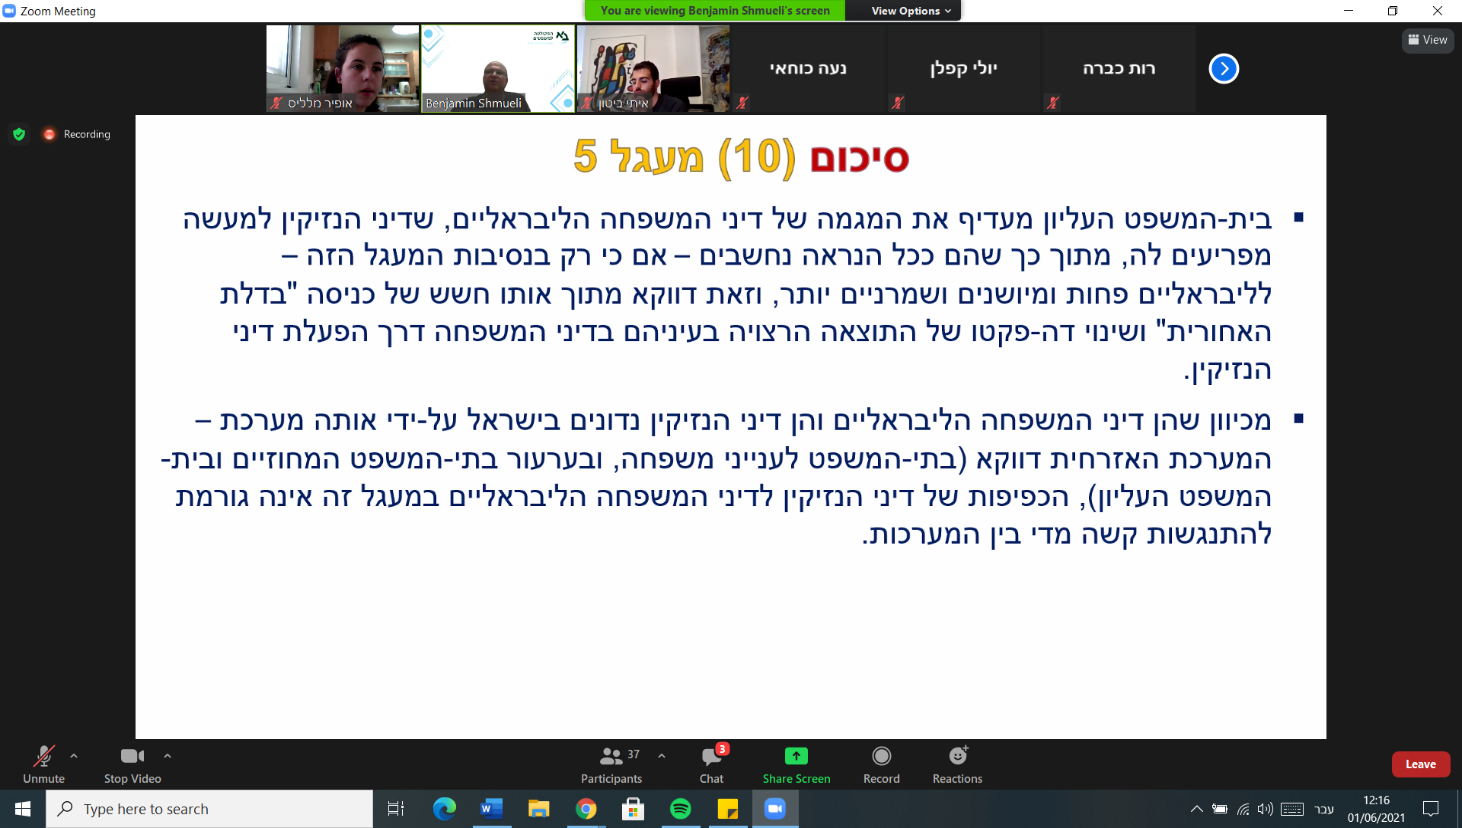 Zoom Meeting
You are viewing Benjamin Shmueli's screen
View Options
View
אופיר מלליס
Benjamin Shmueli
איתי ביטון
נעה כוחאי
יולי קפלן
רות כברה
Recording
סיכום (10) מעגל 5
▪ בית-המשפט העליון מעדיף את המגמה של דיני המשפחה הליבראליים, שדיני הנזיקין למעשה
מפריעים לה, מתוך כך שהם ככל הנראה נחשבים – אם כי רק בנסיבות המעגל הזה –
לליבראליים פחות ומיושנים ושמרניים יותר, וזאת דווקא מתוך אותו חשש של כניסה "בדלת
האחורית" ושינוי דה-פקטו של התוצאה הרצויה בעיניהם בדיני המשפחה דרך הפעלת דיני
הנזיקין.
▪ מכיוון שהן דיני המשפחה הליבראליים והן דיני הנזיקין נדונים בישראל על-ידי אותה מערכת –
המערכת האזרחית דווקא (בתי-המשפט לענייני משפחה, ובערעור בתי-המשפט המחוזיים ובית-
המשפט העליון), הכפיפות של דיני הנזיקין לדיני המשפחה הליבראליים במעגל זה אינה גורמת
להתנגשות קשה מדי בין המערכות.
Unmute
Stop Video
37
Participants
3
Chat
Share Screen
Record
Reactions
Leave
Type here to search
עבר
12:16
01/06/2021